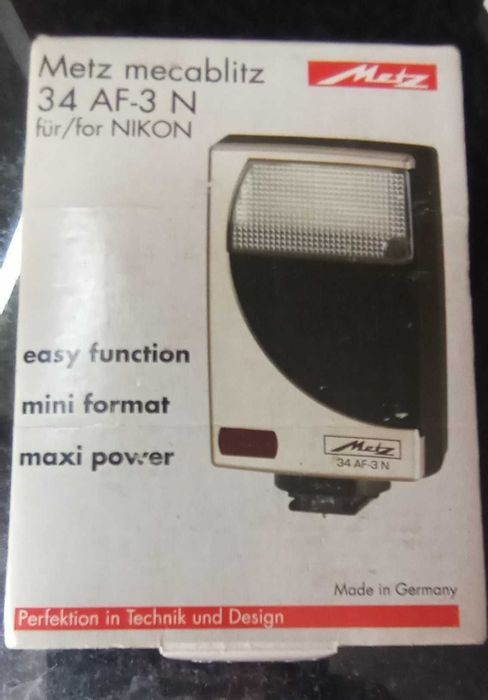 Metz mecablitz
34 AF-3 N
für/for NIKON
Metz
easy function
mini format
maxi power
Metz
34 AF-3 N
Made in Germany
Perfektion in Technik und Design